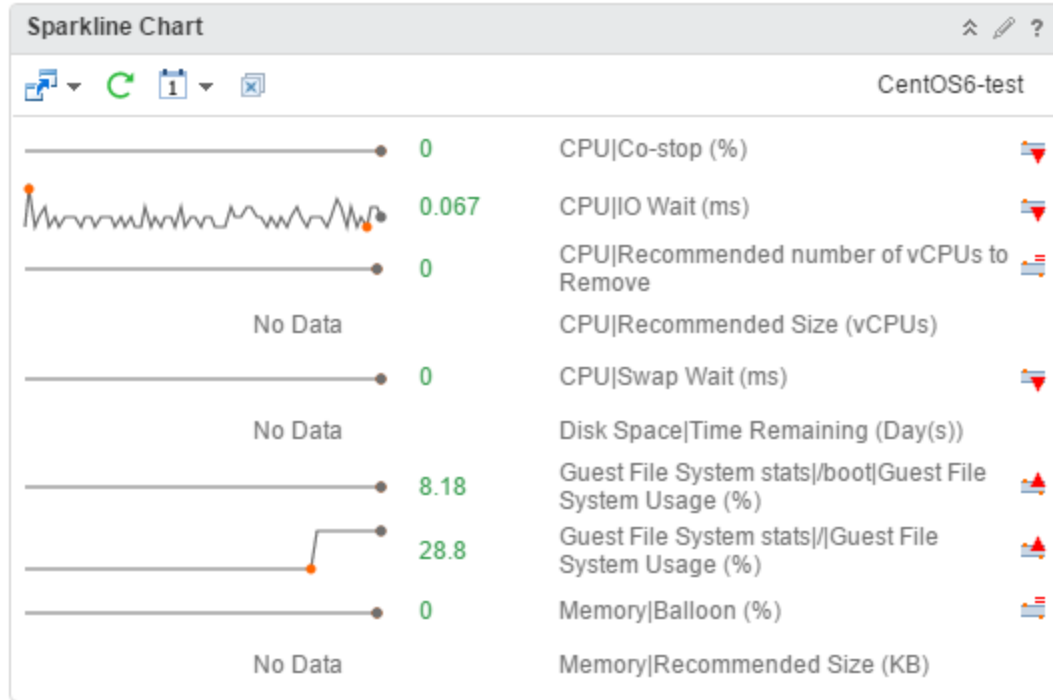 Sparkline Chart ?
1 CentOS6-test
0 CPU|Co-stop (%)
0.067 CPU|IO Wait (ms)
0 CPU|Recommended number of vCPUs to
Remove
No Data CPU|Recommended Size (vCPUs)
0 CPU|Swap Wait (ms)
No Data Disk Space|Time Remaining (Day(s))
8.18 Guest File System stats|/boot|Guest File
System Usage (%)
28.8 Guest File System stats|/|Guest File
System Usage (%)
0 Memory|Balloon (%)
No Data Memory|Recommended Size (KB)